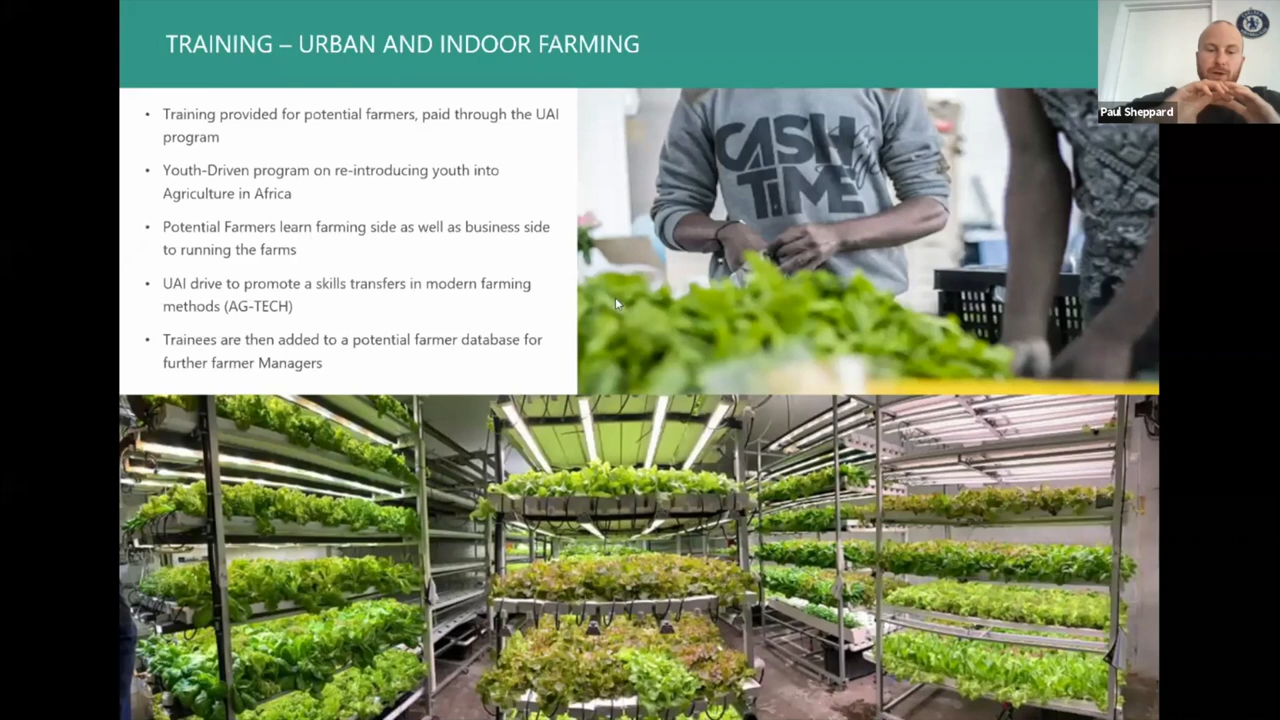 TRAINING – URBAN AND INDOOR FARMING
Paul Sheppard
• Training provided for potential farmers, paid through the UAI
program
• Youth-Driven program on re-introducing youth into
Agriculture in Africa
• Potential Farmers learn farming side as well as business side
to running the farms
• UAI drive to promote a skills transfers in modern farming
methods (AG-TECH)
• Trainees are then added to a potential farmer database for
further farmer Managers
CASH
TIME